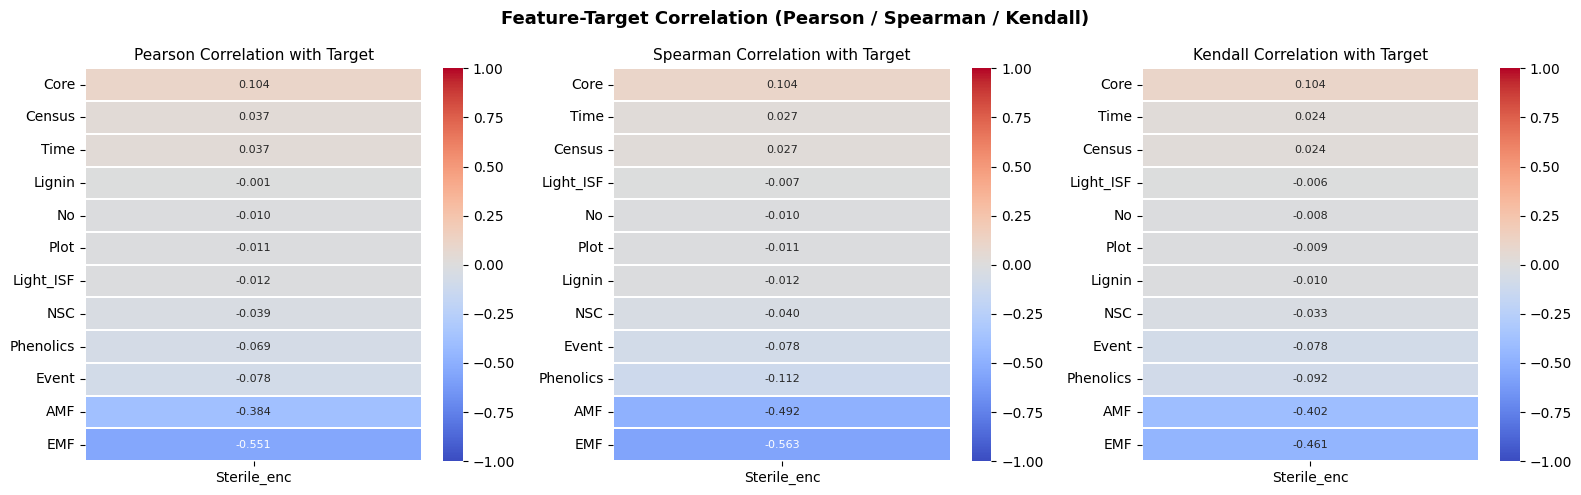 Feature-Target Correlation (Pearson / Spearman / Kendall)
Pearson Correlation with Target
Core 0.104
Census 0.037
Time 0.037
Lignin -0.001
No -0.010
Plot -0.011
Light_ISF -0.012
NSC -0.039
Phenolics -0.069
Event -0.078
AMF -0.384
EMF -0.551
Sterile_enc
1.00
0.75
0.50
0.25
0.00
−0.25
−0.50
−0.75
−1.00
Spearman Correlation with Target
Core 0.104
Time 0.027
Census 0.027
Light_ISF -0.007
No -0.010
Plot -0.011
Lignin -0.012
NSC -0.040
Event -0.078
Phenolics -0.112
AMF -0.492
EMF -0.563
Sterile_enc
1.00
0.75
0.50
0.25
0.00
−0.25
−0.50
−0.75
−1.00
Kendall Correlation with Target
Core 0.104
Time 0.024
Census 0.024
Light_ISF -0.006
No -0.008
Plot -0.009
Lignin -0.010
NSC -0.033
Event -0.078
Phenolics -0.092
AMF -0.402
EMF -0.461
Sterile_enc
1.00
0.75
0.50
0.25
0.00
−0.25
−0.50
−0.75
−1.00